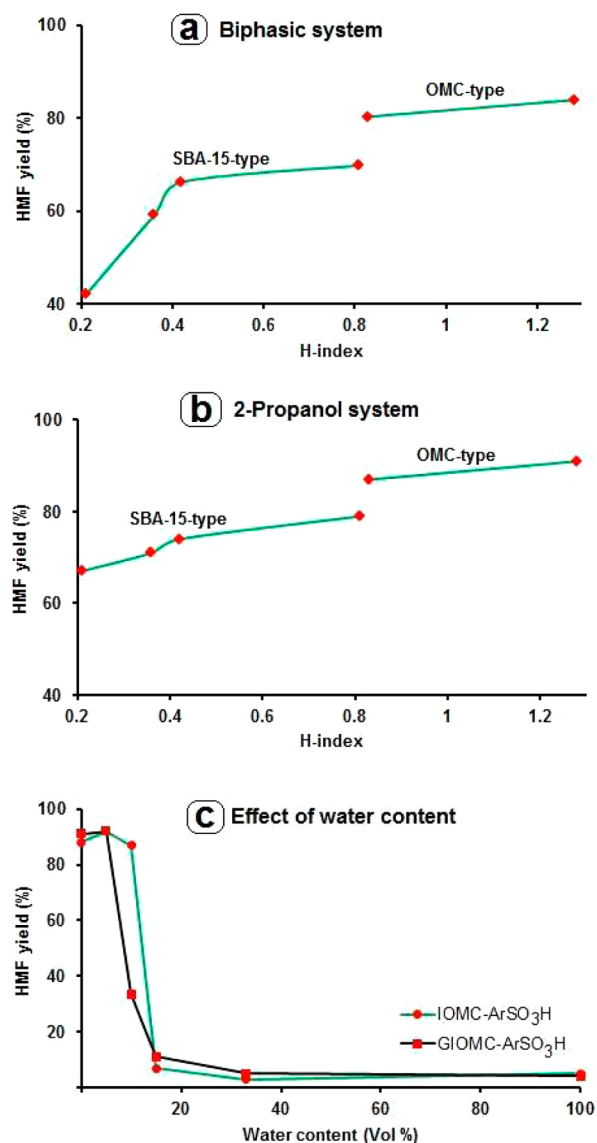 a Biphasic system
100
80
60
40
HMF yield (%)
OMC-type
SBA-15-type
0.2 0.4 0.6 0.8 1 1.2
H-index
b 2-Propanol system
100
80
60
40
HMF yield (%)
OMC-type
SBA-15-type
0.2 0.4 0.6 0.8 1 1.2
H-index
c Effect of water content
100
80
60
40
20
HMF yield (%)
IOMC-ArSO3H
GIOMC-ArSO3H
20 40 60 80 100
Water content (Vol %)